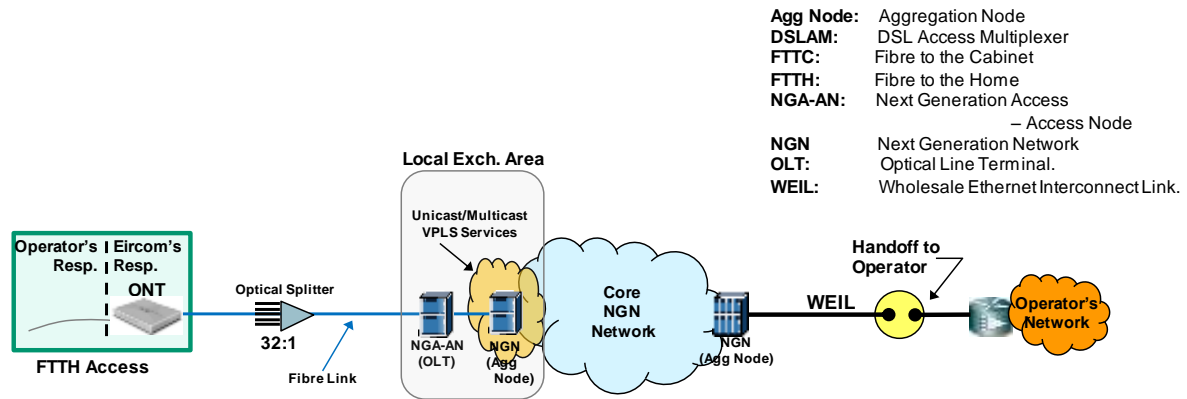 Agg Node: Aggregation Node
DSLAM: DSL Access Multiplexer
FTTC: Fibre to the Cabinet
FTTH: Fibre to the Home
NGA-AN: Next Generation Access
– Access Node
NGN Next Generation Network
OLT: Optical Line Terminal.
WEIL: Wholesale Ethernet Interconnect Link.
Local Exch. Area
Unicast/Multicast
VPLS Services
Operator's
Resp.
Eircom's
Resp.
ONT
FTTH Access
Optical Splitter
32:1
Fibre Link
NGA-AN
(OLT)
NGN
(Agg
Node)
Core
NGN
Network
NGN
(Agg Node)
WEIL
Handoff to
Operator
Operator's
Network